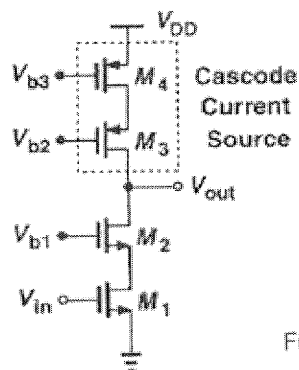 V_DD
V_b3 M_4 Cascode
Current
V_b2 M_3 Source
V_out
V_b1 M_2
V_in M_1